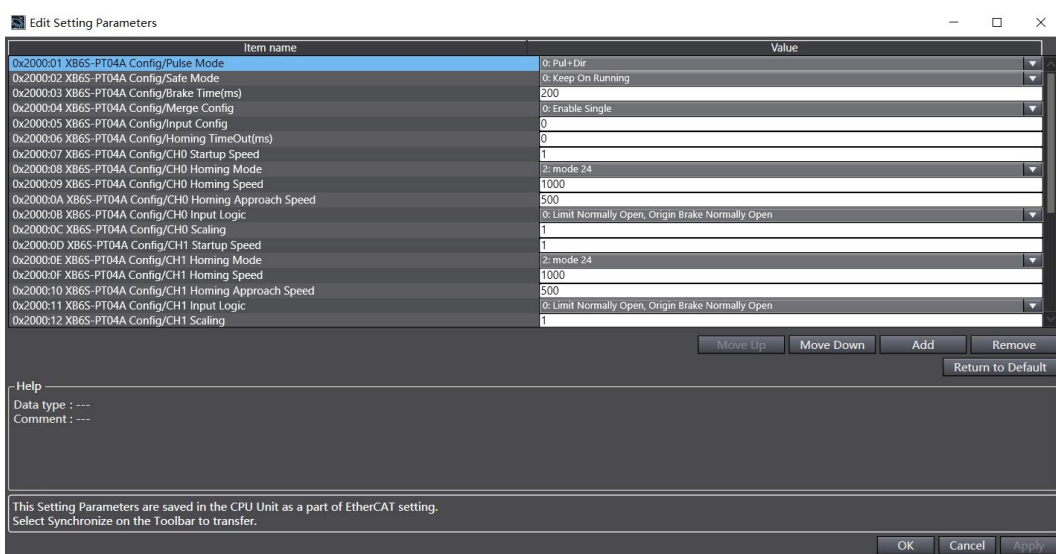 Edit Setting Parameters
Item name Value
0x2000:01 XB6S-PT04A Config/Pulse Mode 0: Pul+Dir
0x2000:02 XB6S-PT04A Config/Safe Mode 0: Keep On Running
0x2000:03 XB6S-PT04A Config/Brake Time(ms) 200
0x2000:04 XB6S-PT04A Config/Merge Config 0: Enable Single
0x2000:05 XB6S-PT04A Config/Input Config 0
0x2000:06 XB6S-PT04A Config/Homing TimeOut(ms) 0
0x2000:07 XB6S-PT04A Config/CH0 Startup Speed 1
0x2000:08 XB6S-PT04A Config/CH0 Homing Mode 2: mode 24
0x2000:09 XB6S-PT04A Config/CH0 Homing Speed 1000
0x2000:0A XB6S-PT04A Config/CH0 Homing Approach Speed 500
0x2000:0B XB6S-PT04A Config/CH0 Input Logic 0: Limit Normally Open, Origin Brake Normally Open
0x2000:0C XB6S-PT04A Config/CH0 Scaling 1
0x2000:0D XB6S-PT04A Config/CH1 Startup Speed 1
0x2000:0E XB6S-PT04A Config/CH1 Homing Mode 2: mode 24
0x2000:0F XB6S-PT04A Config/CH1 Homing Speed 1000
0x2000:10 XB6S-PT04A Config/CH1 Homing Approach Speed 500
0x2000:11 XB6S-PT04A Config/CH1 Input Logic 0: Limit Normally Open, Origin Brake Normally Open
0x2000:12 XB6S-PT04A Config/CH1 Scaling 1
Move Up Move Down Add Remove
Return to Default
Help
Data type : ---
Comment : ---
This Setting Parameters are saved in the CPU Unit as a part of EtherCAT setting.
Select Synchronize on the Toolbar to transfer.
OK Cancel Apply